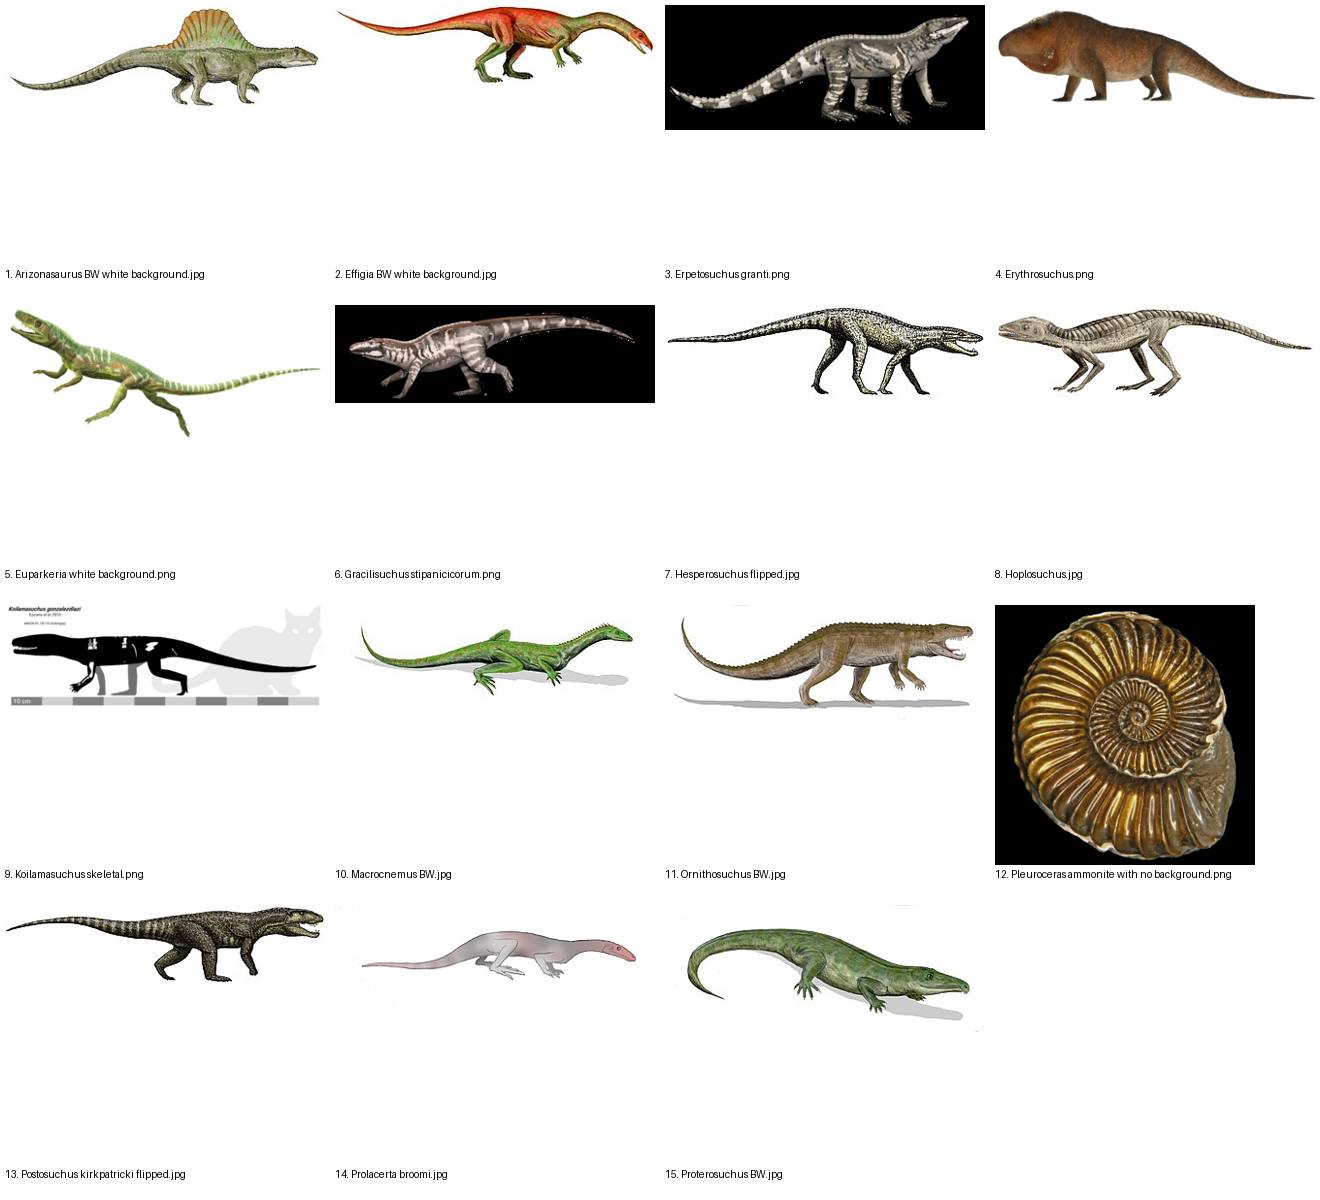 1. Arizonasaurus BW white background.jpg
2. Effigia BW white background.jpg
3. Erpetosuchus granti.png
4. Erythrosuchus.png
5. Euparkeria white background.png
6. Gracilisuchus stipanicicorum.png
7. Hesperosuchus flipped.jpg
8. Hoplosuchus.jpg
Koilamasuchus gonzalezdiazi
10 cm
9. Koilamasuchus skeletal.png
10. Macrocnemus BW.jpg
11. Ornithosuchus BW.jpg
12. Pleuroceras ammonite with no background.png
13. Postosuchus kirkpatricki flipped.jpg
14. Prolacerta broomi.jpg
15. Proterosuchus BW.jpg